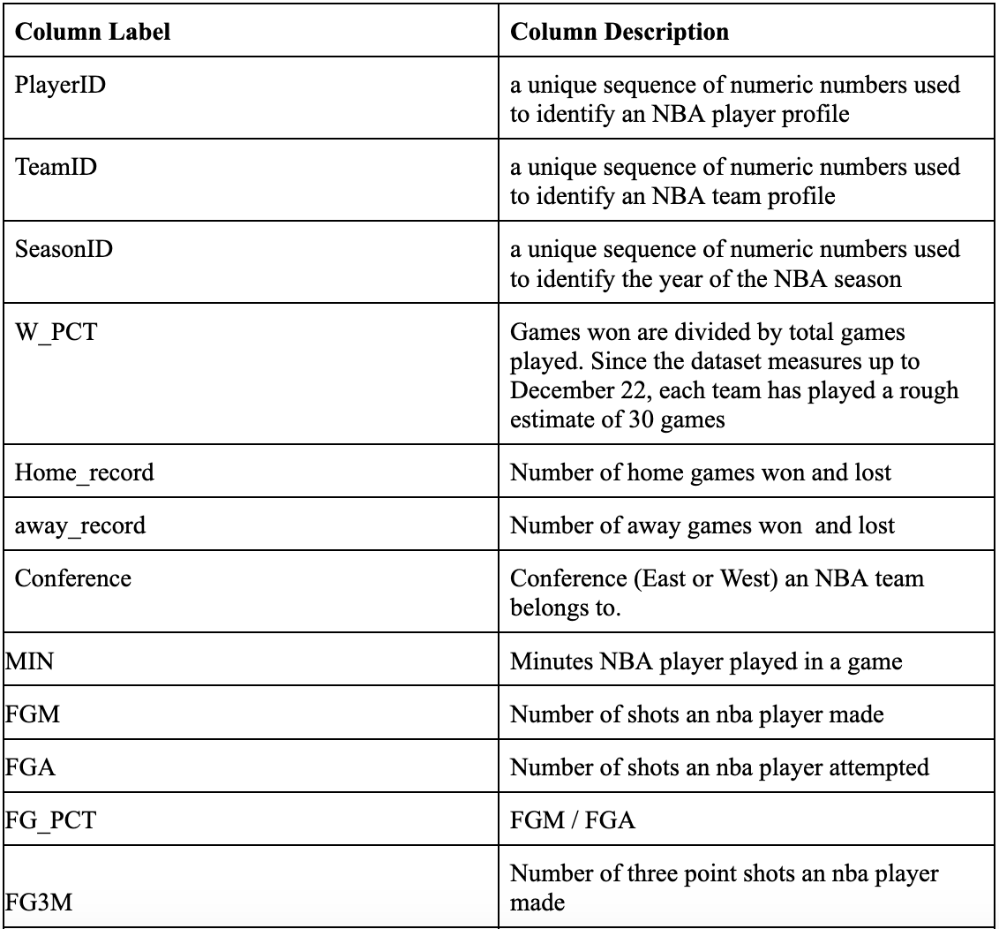 Column Label
Column Description
PlayerID
a unique sequence of numeric numbers used
to identify an NBA player profile
TeamID
a unique sequence of numeric numbers used
to identify an NBA team profile
SeasonID
a unique sequence of numeric numbers used
to identify the year of the NBA season
W_PCT
Games won are divided by total games
played. Since the dataset measures up to
December 22, each team has played a rough
estimate of 30 games
Home_record
Number of home games won and lost
away_record
Number of away games won  and lost
Conference
Conference (East or West) an NBA team
belongs to.
MIN
Minutes NBA player played in a game
FGM
Number of shots an nba player made
FGA
Number of shots an nba player attempted
FG_PCT
FGM / FGA
FG3M
Number of three point shots an nba player
made